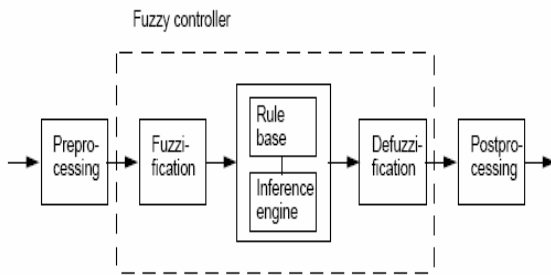 Fuzzy controller
Prepro-
cessing
Fuzzi-
fication
Rule
base
Inference
engine
Defuzzi-
fication
Postpro-
cessing